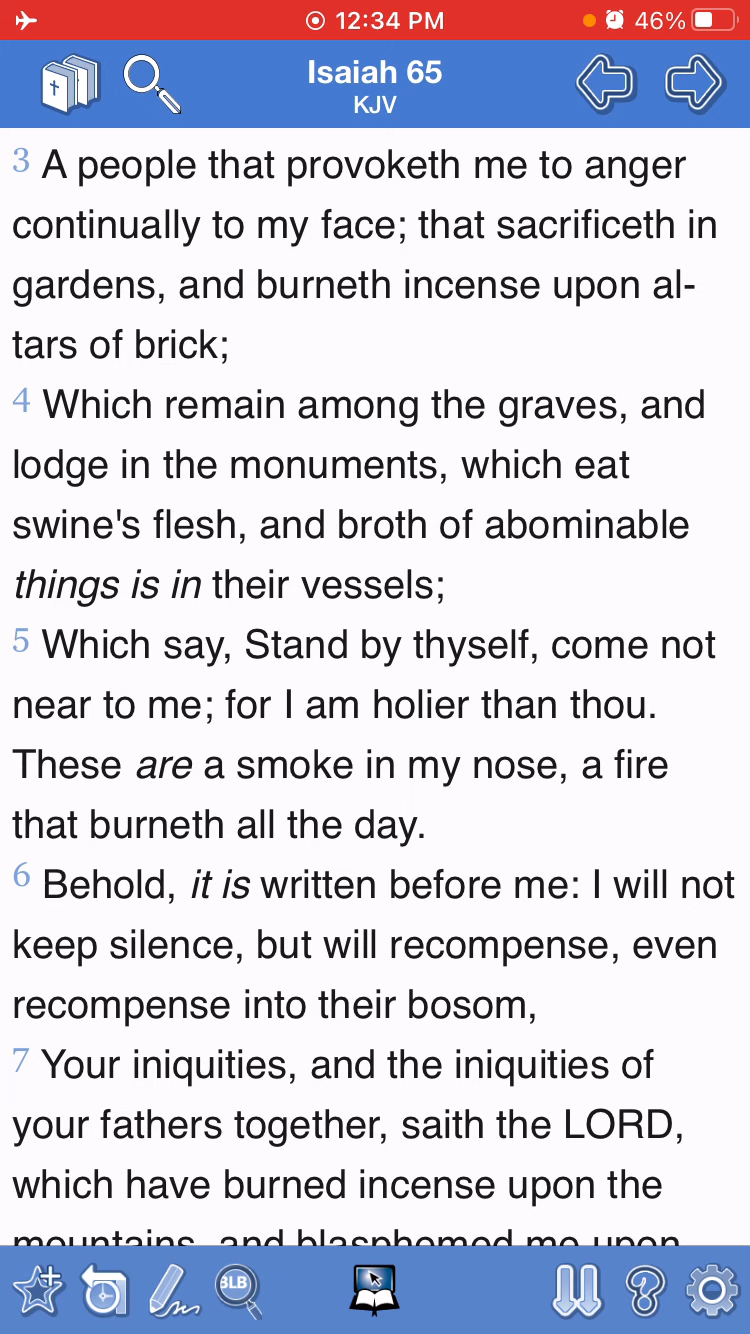 12:34 PM
46%
Isaiah 65
KJV
3 A people that provoketh me to anger
continually to my face; that sacrificeth in
gardens, and burneth incense upon al-
tars of brick;
4 Which remain among the graves, and
lodge in the monuments, which eat
swine's flesh, and broth of abominable
things is in their vessels;
5 Which say, Stand by thyself, come not
near to me; for I am holier than thou.
These are a smoke in my nose, a fire
that burneth all the day.
6 Behold, it is written before me: I will not
keep silence, but will recompense, even
recompense into their bosom,
7 Your iniquities, and the iniquities of
your fathers together, saith the LORD,
which have burned incense upon the
mountains, and blasphemed me upon
BLB